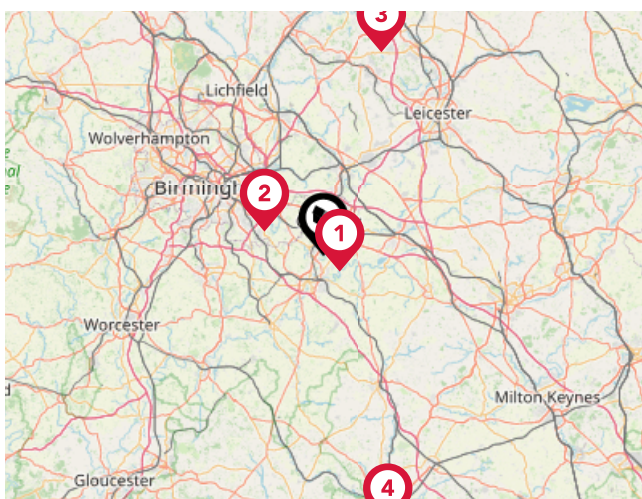 3
Lichfield
Leicester
Wolverhampton
Birmingh
2
1
Worcester
Milton Keynes
4
Gloucester